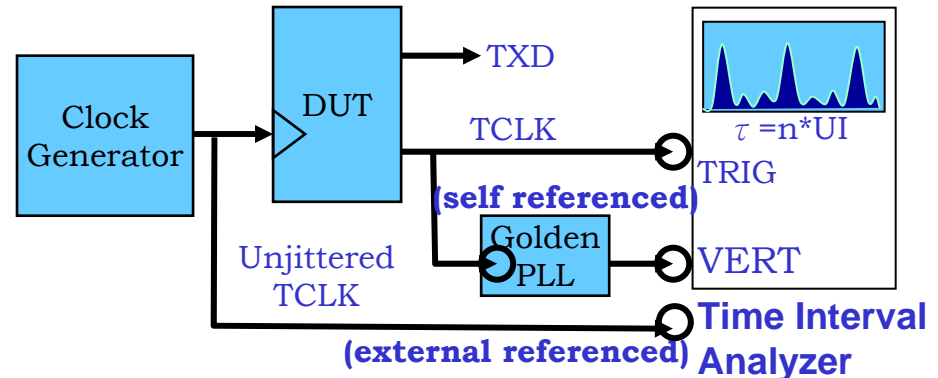 Clock
Generator
DUT
TXD
TCLK
(self referenced)
Golden
PLL
Unjittered
TCLK
(external referenced)
τ =n*UI
TRIG
VERT
Time Interval
Analyzer